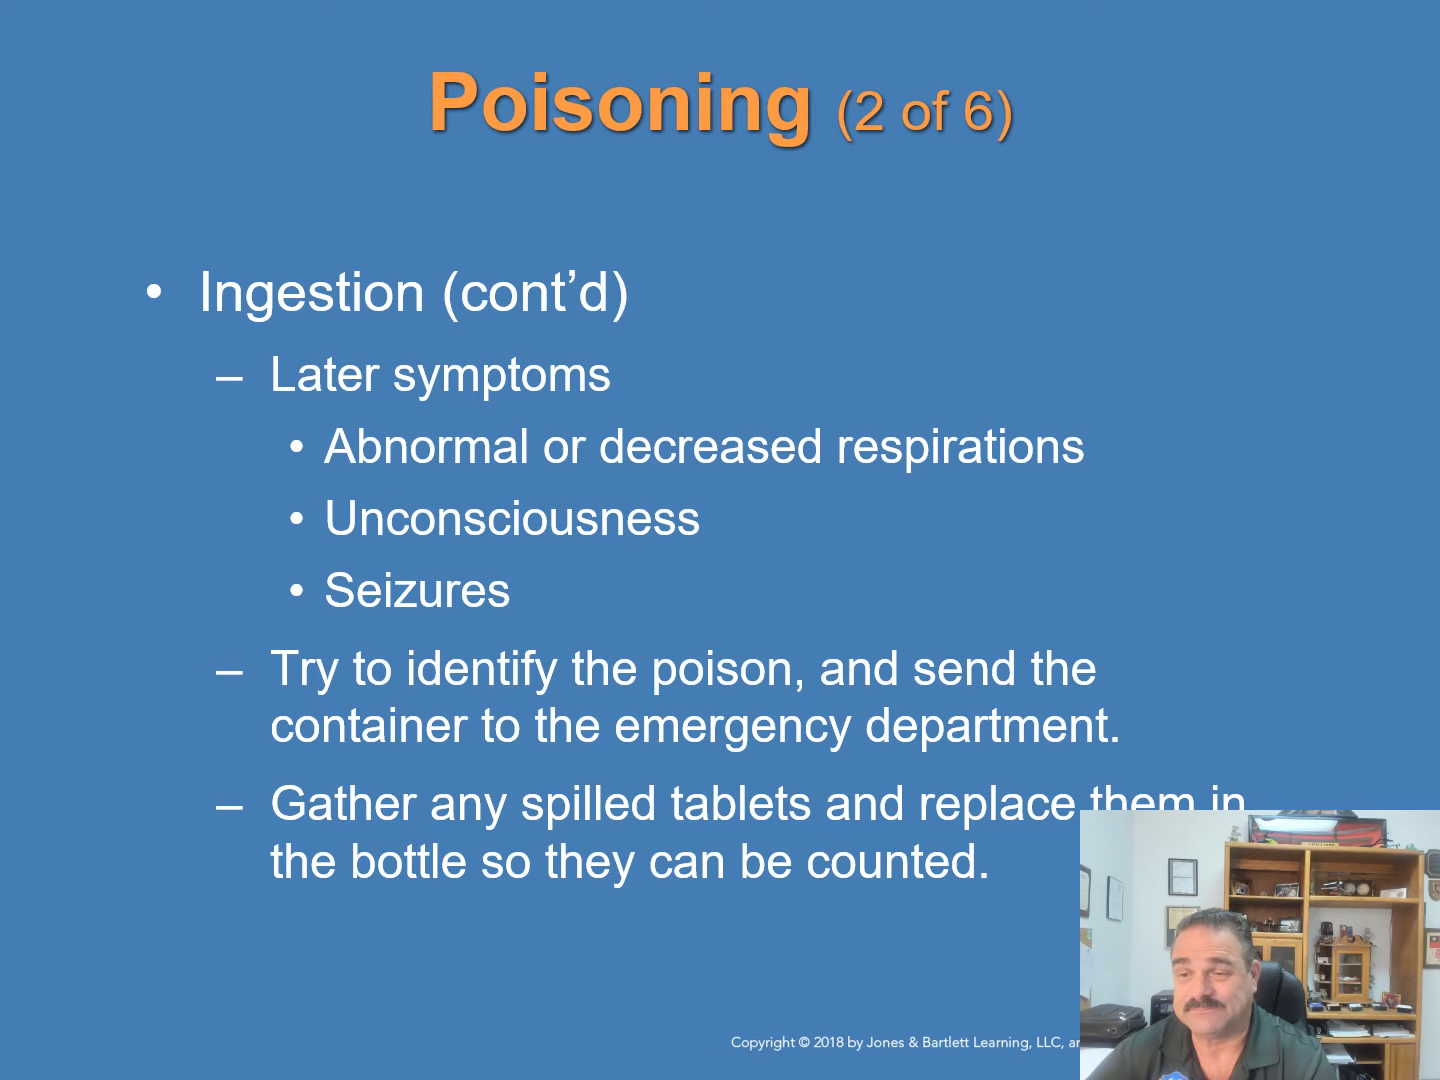 Poisoning (2 of 6)
• Ingestion (cont’d)
– Later symptoms
• Abnormal or decreased respirations
• Unconsciousness
• Seizures
– Try to identify the poison, and send the
container to the emergency department.
– Gather any spilled tablets and replace them in
the bottle so they can be counted.
Copyright © 2018 by Jones & Bartlett Learning, LLC,